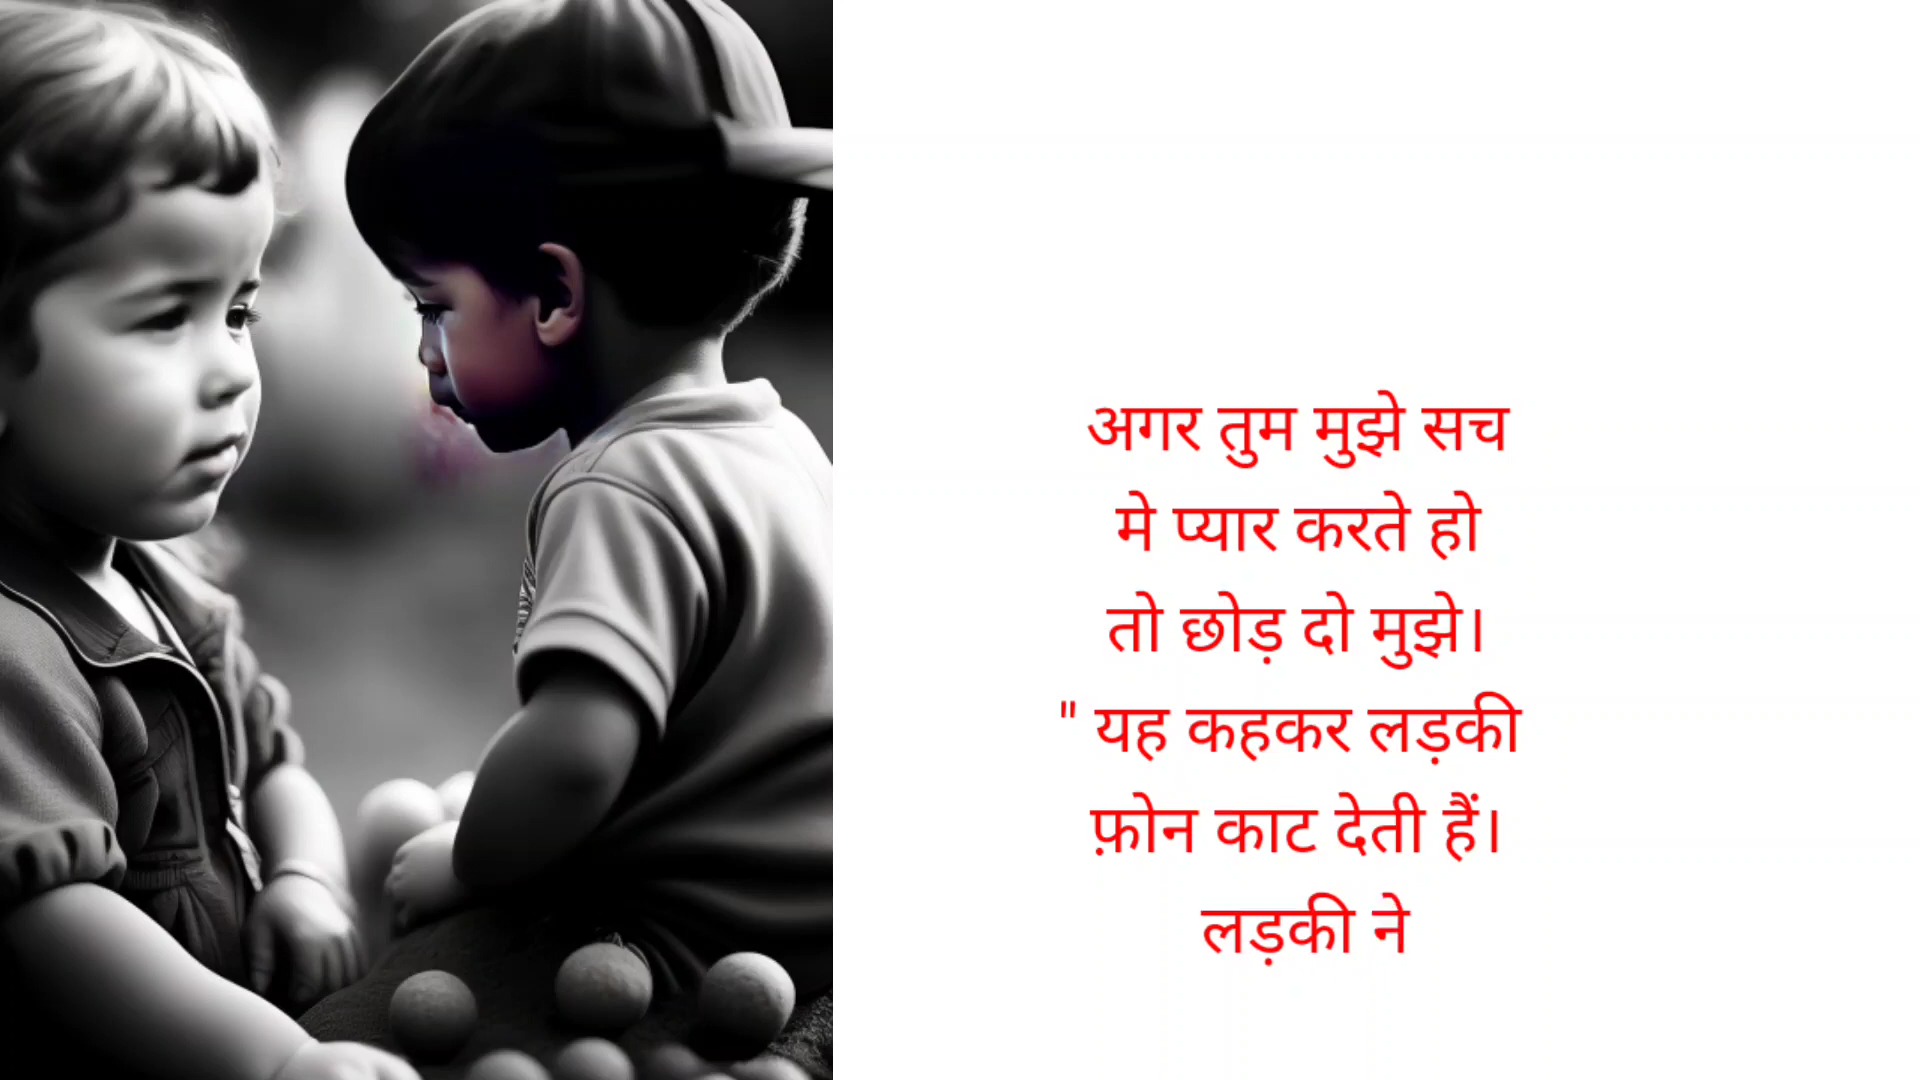 अगर तुम मुझे सच
मे प्यार करते हो
तो छोड़ दो मुझे।
" यह कहकर लड़की
फ़ोन काट देती हैं।
लड़की ने